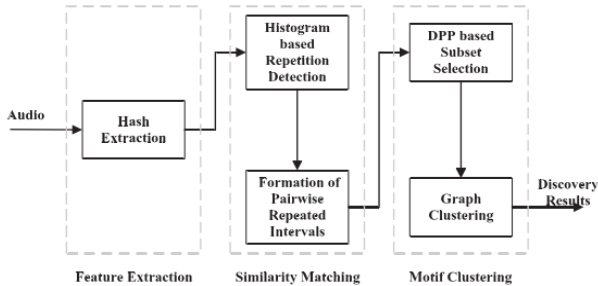 Audio
Hash
Extraction
Feature Extraction
Histogram
based
Repetition
Detection
Formation of
Pairwise
Repeated
Intervals
Similarity Matching
DPP based
Subset
Selection
Graph
Clustering
Motif Clustering
Discovery
Results